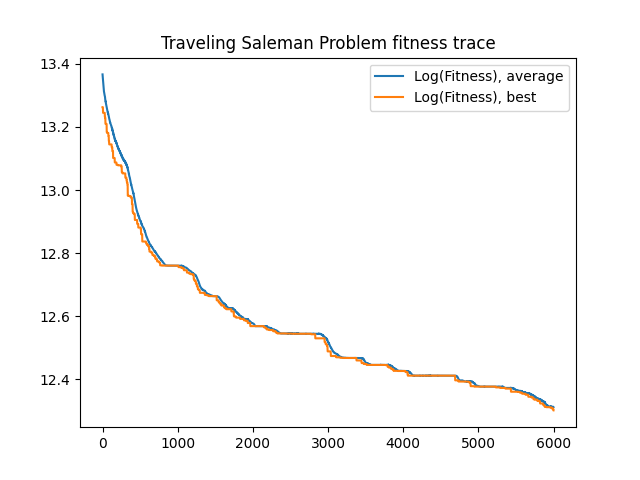 Traveling Saleman Problem fitness trace
13.4
13.2
13.0
12.8
12.6
12.4
Log(Fitness), average
Log(Fitness), best
0 1000 2000 3000 4000 5000 6000